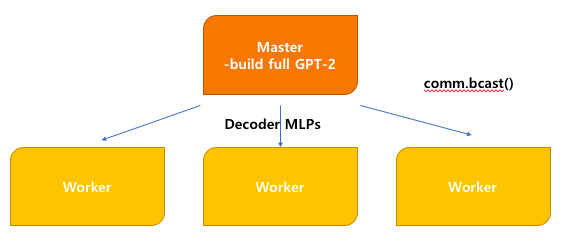 Master
-build full GPT-2
comm.bcast()
Decoder MLPs
Worker
Worker
Worker